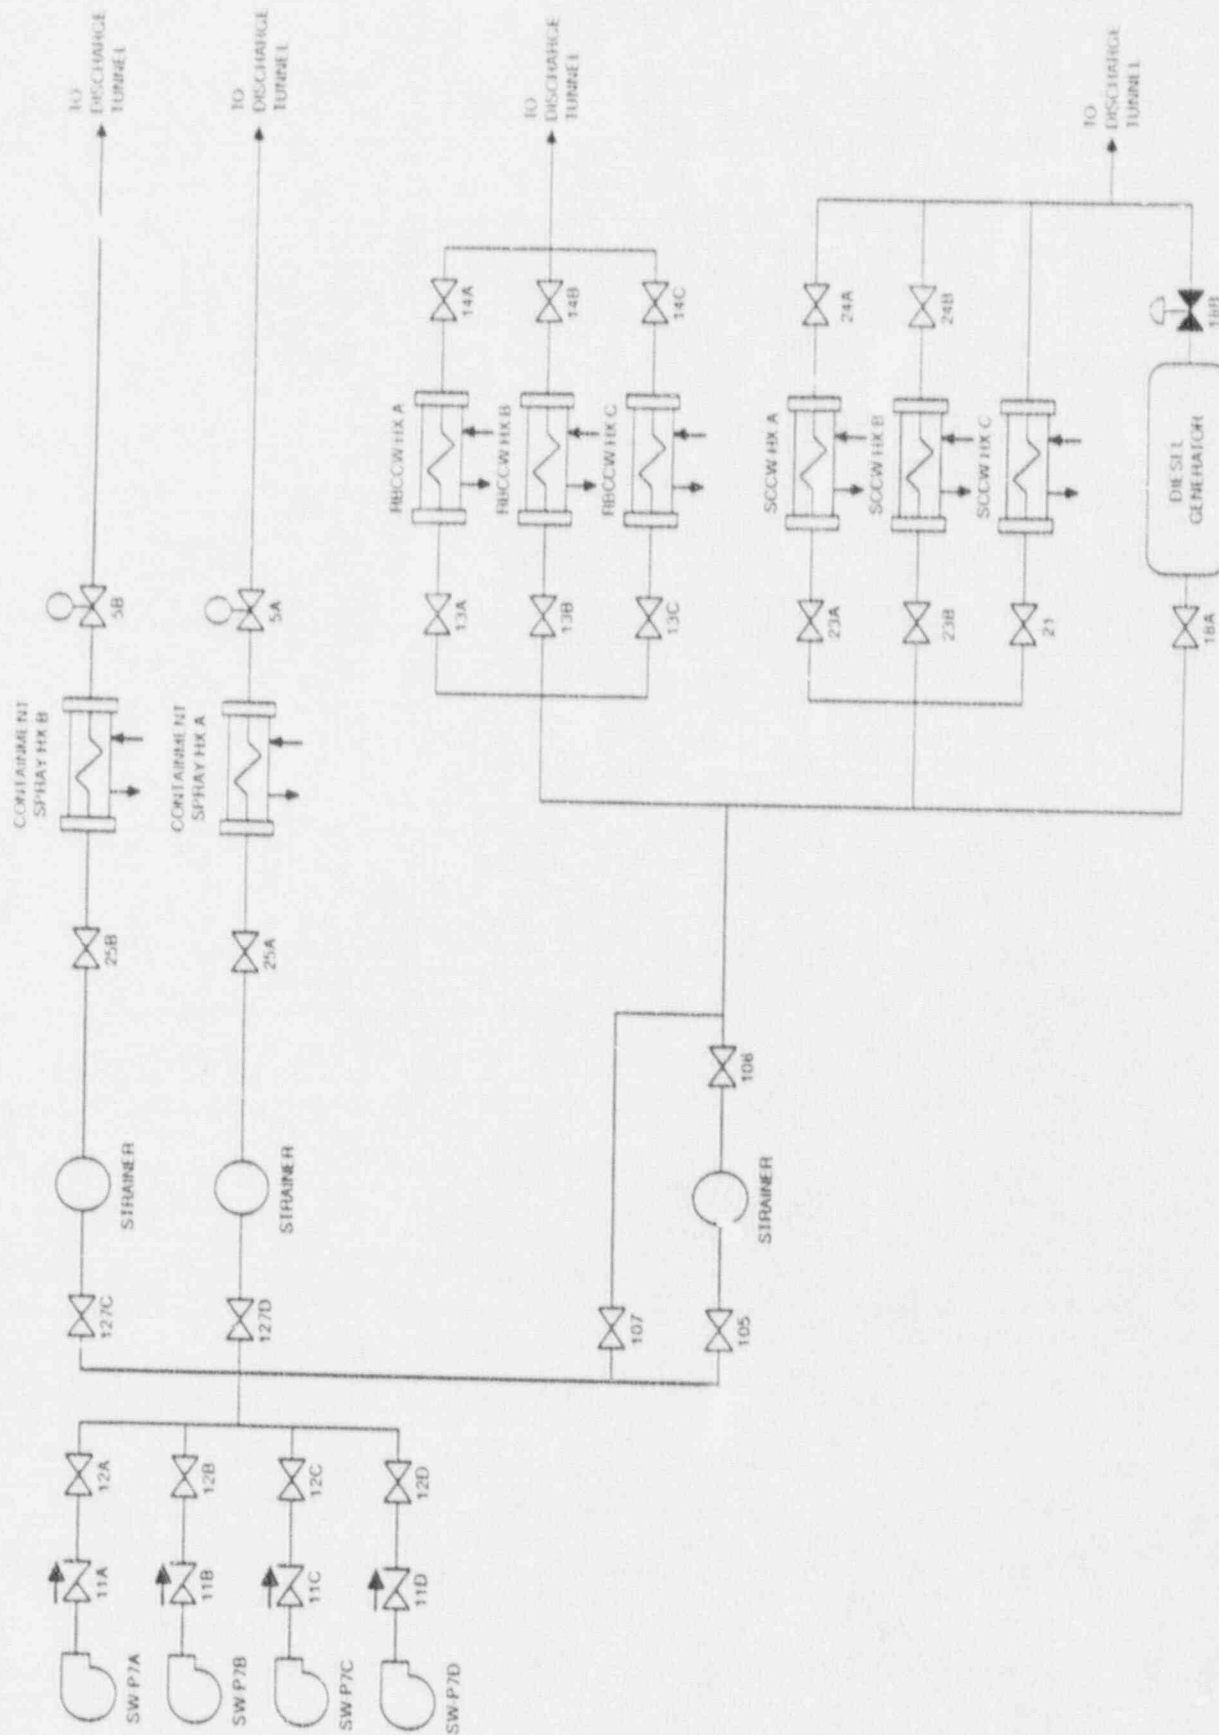 CONTAINMENT
SPRAY HX B
TO
DISCHARGE
TUNNEL
SW P7A
11A
12A
127C
STRAINER
25B
5B
CONTAINMENT
SPRAY HX A
TO
DISCHARGE
TUNNEL
SW P7B
11B
12B
127D
STRAINER
25A
5A
SW P7C
11C
12C
SW P7D
11D
12D
RBCCW HX A
13A
14A
TO
DISCHARGE
TUNNEL
RBCCW HX B
13B
14B
RBCCW HX C
13C
14C
107
105
STRAINER
106
SCCW HX A
23A
24A
SCCW HX B
23B
24B
SCCW HX C
21
TO
DISCHARGE
TUNNEL
DIESEL
GENERATOR
18A
18B